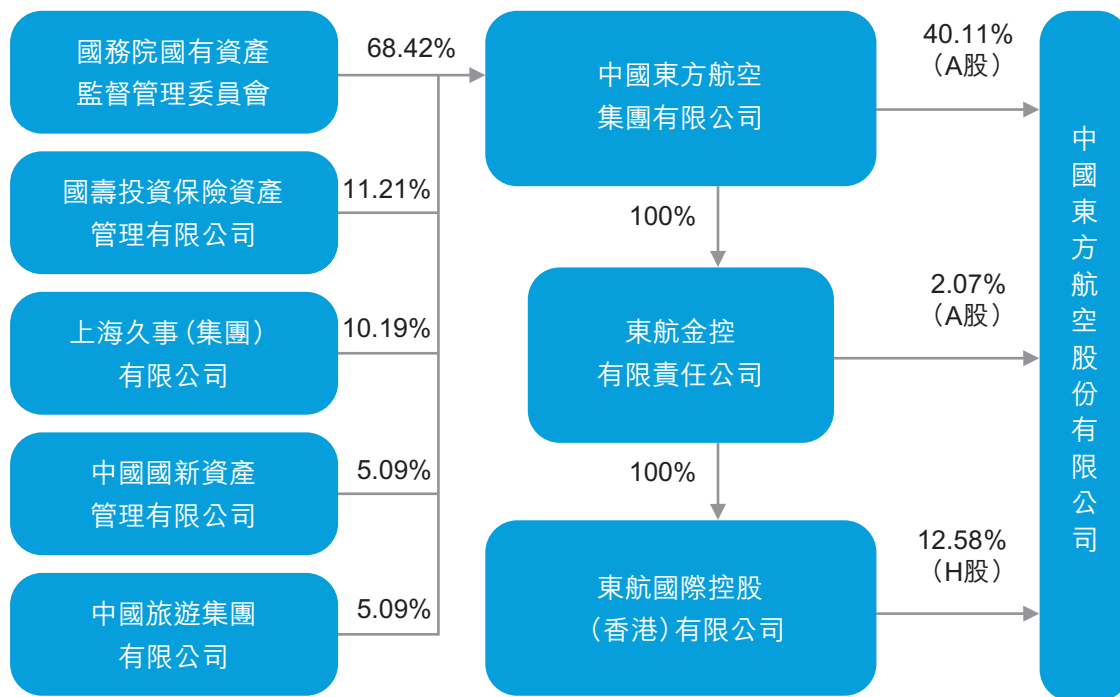 國務院國有資產
監督管理委員會
68.42%
國壽投資保險資產
管理有限公司
11.21%
上海久事（集團）
有限公司
10.19%
中國國新資產
管理有限公司
5.09%
中國旅遊集團
有限公司
5.09%
中國東方航空
集團有限公司
40.11%
（A股）
100%
東航金控
有限責任公司
2.07%
（A股）
100%
東航國際控股
（香港）有限公司
12.58%
（H股）
中國東方航空股份有限公司